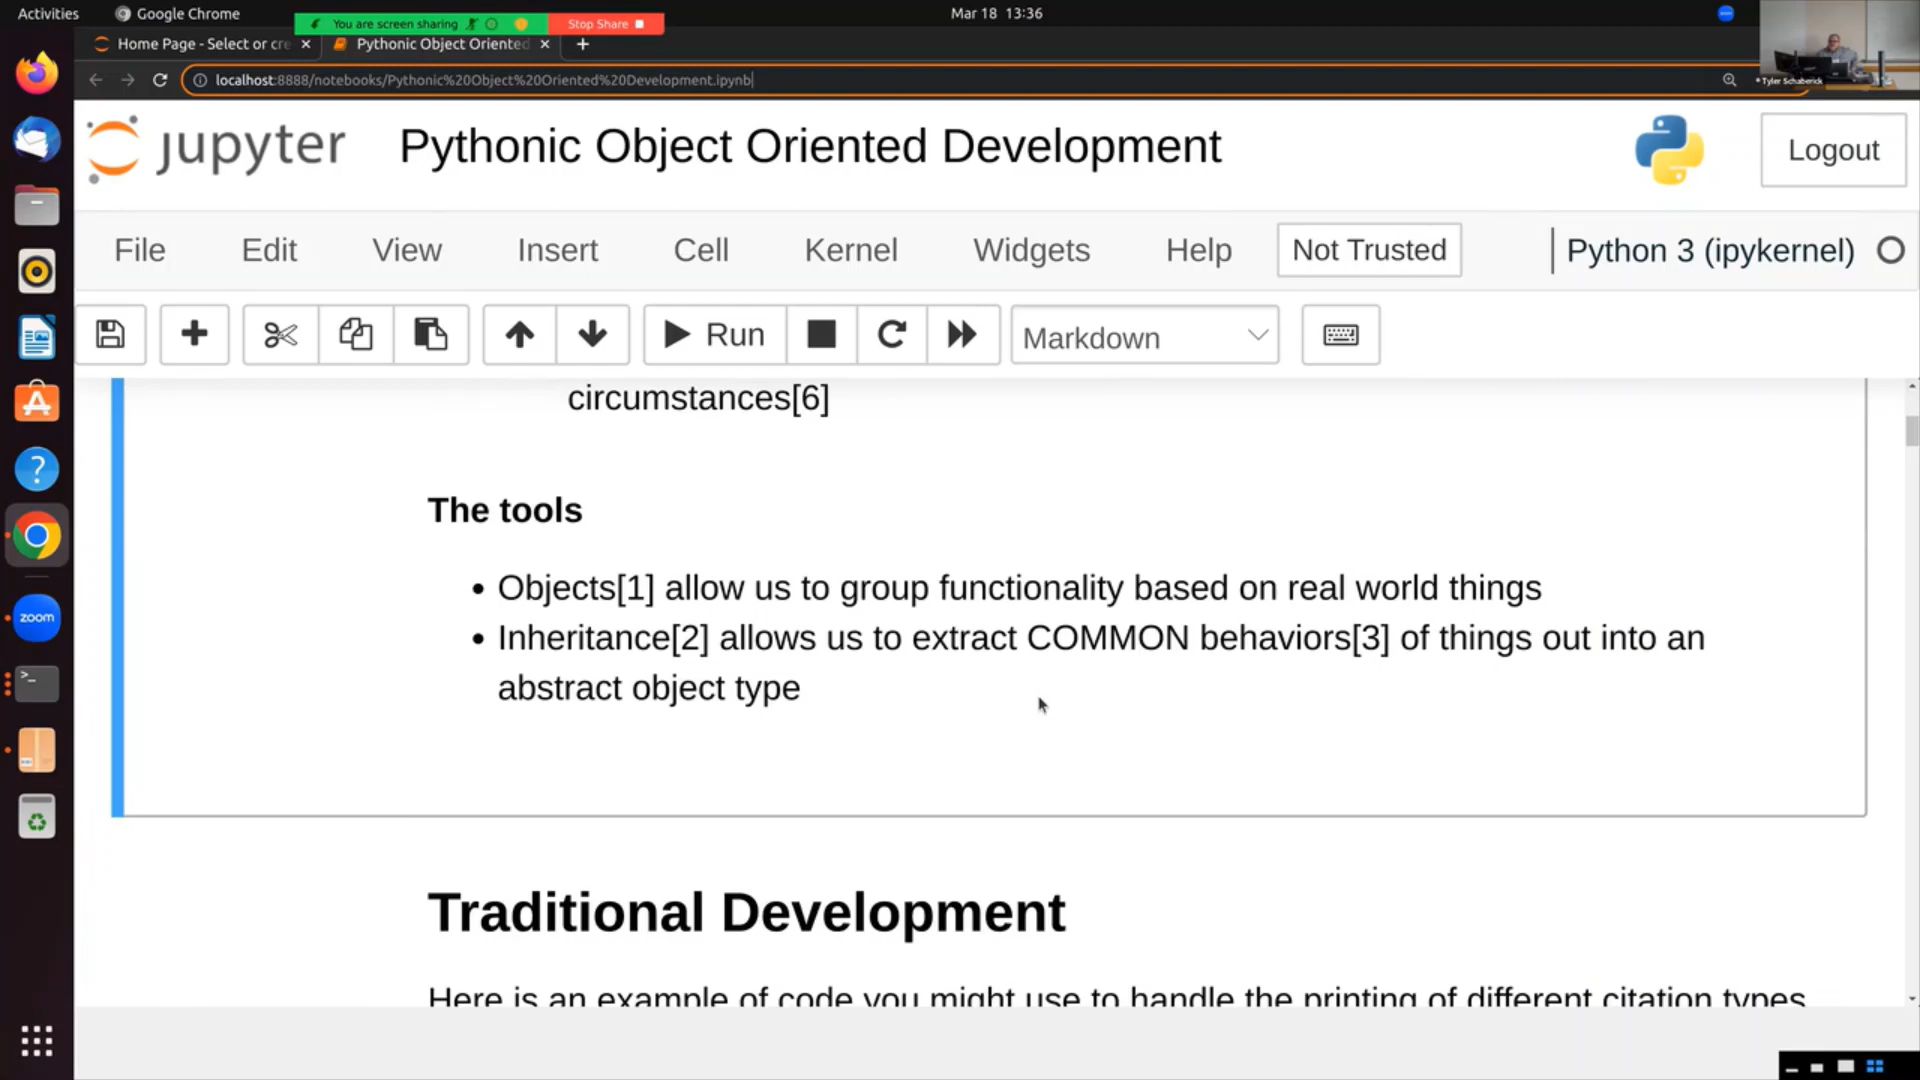 Activities
Google Chrome
Mar 18 13:36
You are screen sharing
Stop Share
Home Page - Select or cre
Pythonic Object Oriented
localhost:8888/notebooks/Pythonic%20Object%20Oriented%20Development.ipynb
Tyler Schaberick
jupyter
Pythonic Object Oriented Development
Logout
File Edit View Insert Cell Kernel Widgets Help Not Trusted Python 3 (ipykernel)
Run
Markdown
circumstances[6]
The tools
• Objects[1] allow us to group functionality based on real world things
• Inheritance[2] allows us to extract COMMON behaviors[3] of things out into an
abstract object type
zoom
Traditional Development
Here is an example of code you might use to handle the printing of different citation types